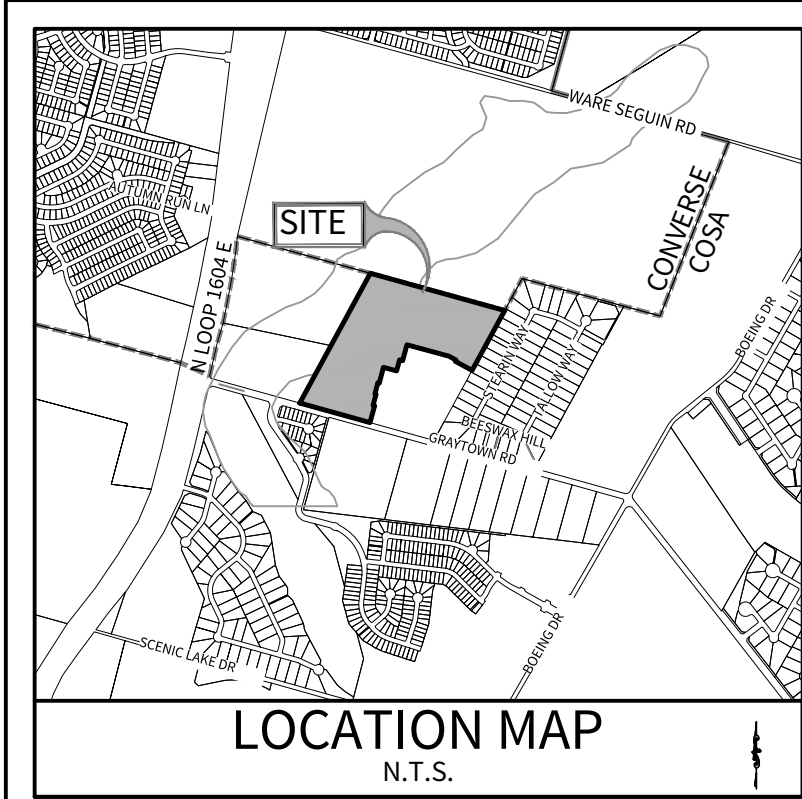 WARE SEGUIN RD
AUTUMN RUN LN
SITE
CONVERSE
COSA
N LOOP 1604 E
BOEING DR
STEARIN WAY
TALLOW WAY
BEESWAX HILL
GRAYTOWN RD
BOEING DR
SCENIC LAKE DR
LOCATION MAP
N.T.S.